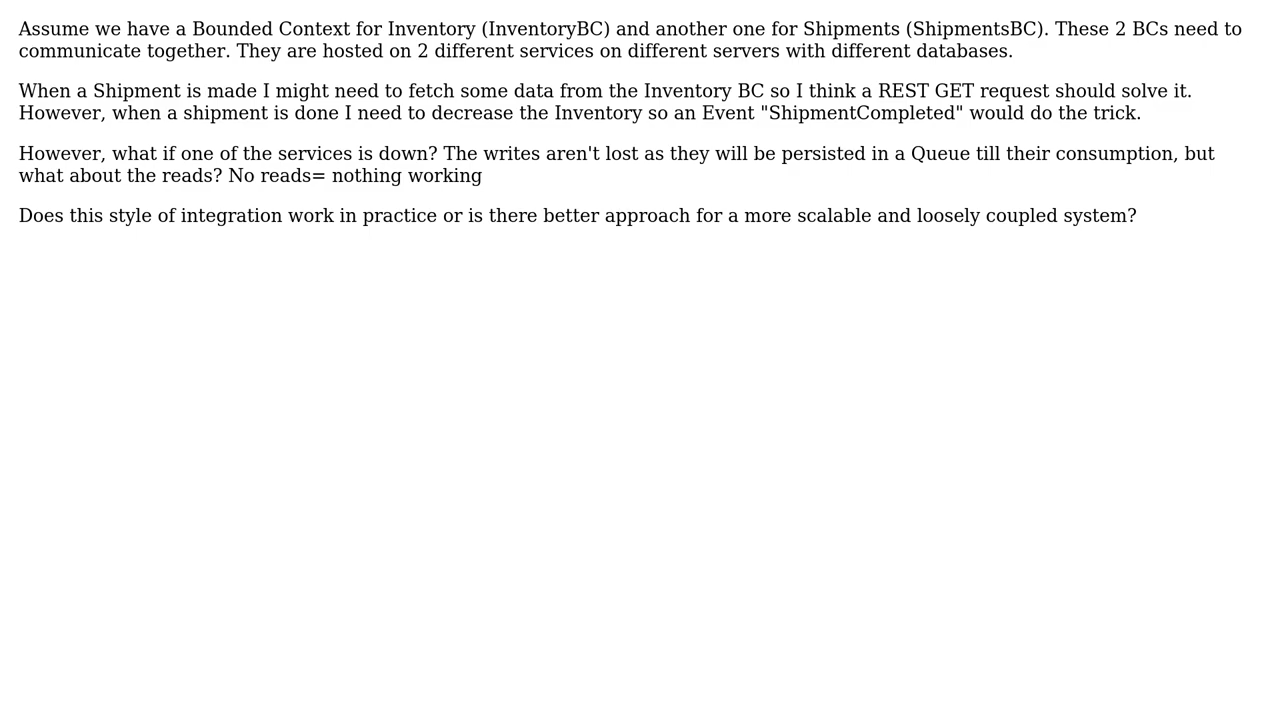 Assume we have a Bounded Context for Inventory (InventoryBC) and another one for Shipments (ShipmentsBC). These 2 BCs need to
communicate together. They are hosted on 2 different services on different servers with different databases.
When a Shipment is made I might need to fetch some data from the Inventory BC so I think a REST GET request should solve it.
However, when a shipment is done I need to decrease the Inventory so an Event "ShipmentCompleted" would do the trick.
However, what if one of the services is down? The writes aren't lost as they will be persisted in a Queue till their consumption, but
what about the reads? No reads= nothing working
Does this style of integration work in practice or is there better approach for a more scalable and loosely coupled system?